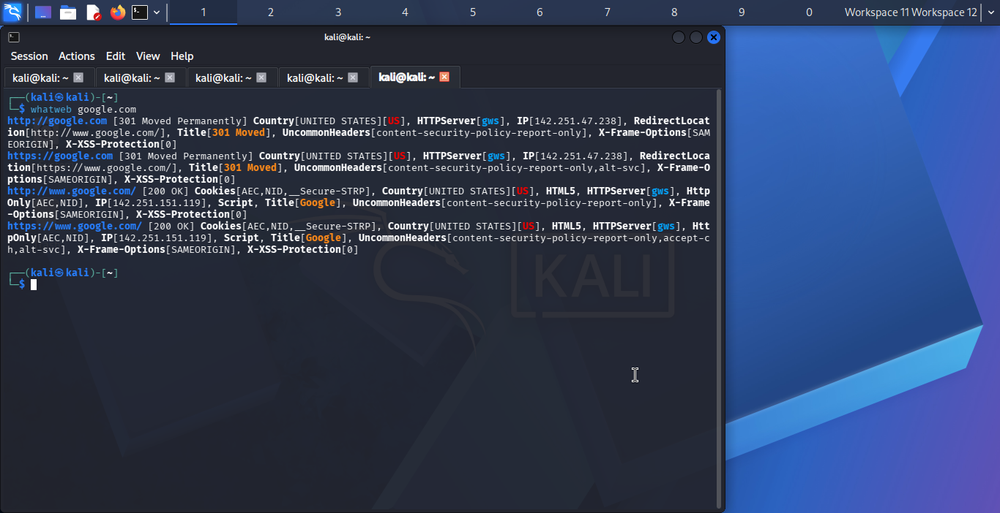 1 2 3 4 5 6 7 8 9 0 Workspace 11 Workspace 12
kali@kali: ~
Session Actions Edit View Help
kali@kali: ~ kali@kali: ~ kali@kali: ~ kali@kali: ~ kali@kali: ~
┌──(kali㉿kali)-[~]
└─$ whatweb google.com
http://google.com [301 Moved Permanently] Country[UNITED STATES][US], HTTPServer[gws], IP[142.251.47.238], RedirectLocat
ion[http://www.google.com/], Title[301 Moved], UncommonHeaders[content-security-policy-report-only], X-Frame-Options[SAM
EORIGIN], X-XSS-Protection[0]
https://google.com [301 Moved Permanently] Country[UNITED STATES][US], HTTPServer[gws], IP[142.251.47.238], RedirectLoca
tion[https://www.google.com/], Title[301 Moved], UncommonHeaders[content-security-policy-report-only,alt-svc], X-Frame-O
ptions[SAMEORIGIN], X-XSS-Protection[0]
http://www.google.com/ [200 OK] Cookies[AEC,NID,__Secure-STRP], Country[UNITED STATES][US], HTML5, HTTPServer[gws], Http
Only[AEC,NID], IP[142.251.151.119], Script, Title[Google], UncommonHeaders[content-security-policy-report-only], X-Frame
-Options[SAMEORIGIN], X-XSS-Protection[0]
https://www.google.com/ [200 OK] Cookies[AEC,NID,__Secure-STRP], Country[UNITED STATES][US], HTML5, HTTPServer[gws], Htt
pOnly[AEC,NID], IP[142.251.151.119], Script, Title[Google], UncommonHeaders[content-security-policy-report-only,accept-c
h,alt-svc], X-Frame-Options[SAMEORIGIN], X-XSS-Protection[0]
┌──(kali㉿kali)-[~]
└─$
KALI